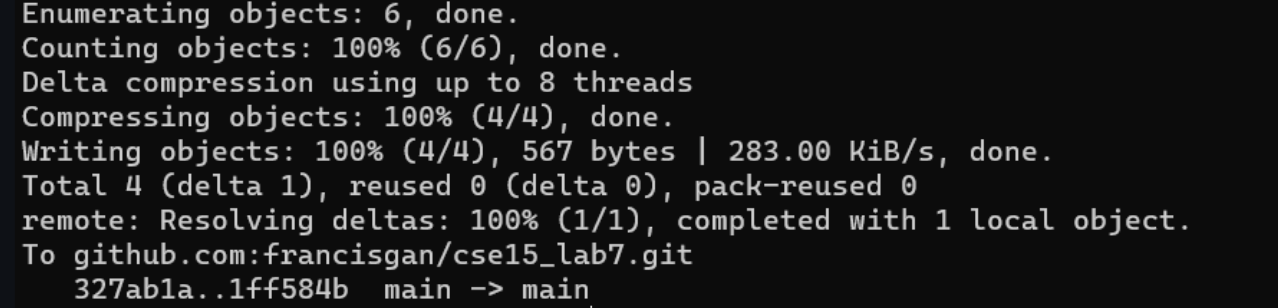 Enumerating objects: 6, done.
Counting objects: 100% (6/6), done.
Delta compression using up to 8 threads
Compressing objects: 100% (4/4), done.
Writing objects: 100% (4/4), 567 bytes | 283.00 KiB/s, done.
Total 4 (delta 1), reused 0 (delta 0), pack-reused 0
remote: Resolving deltas: 100% (1/1), completed with 1 local object.
To github.com:francisgan/cse15_lab7.git
   327ab1a..1ff584b  main -> main